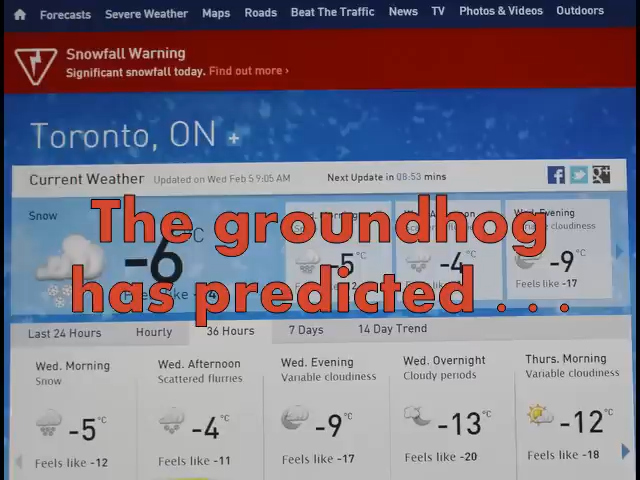 Forecasts Severe Weather Maps Roads Beat The Traffic News TV Photos & Videos Outdoors
Snowfall Warning
Significant snowfall today. Find out more ›
Toronto, ON +
Current Weather Updated on Wed Feb 5 9:05 AM Next Update in 08:53 mins
Snow
-6 °C
Feels like
-5 °C
-4 °C
Wed. Evening
Variable cloudiness
-9 °C
Feels like -17
The groundhog
has predicted . . .
Last 24 Hours Hourly 36 Hours 7 Days 14 Day Trend
Wed. Morning Wed. Afternoon Wed. Evening Wed. Overnight Thurs. Morning
Snow Scattered flurries Variable cloudiness Cloudy periods Variable cloudiness
-5 °C -4 °C -9 °C -13 °C -12 °C
Feels like -12 Feels like -11 Feels like -17 Feels like -20 Feels like -18